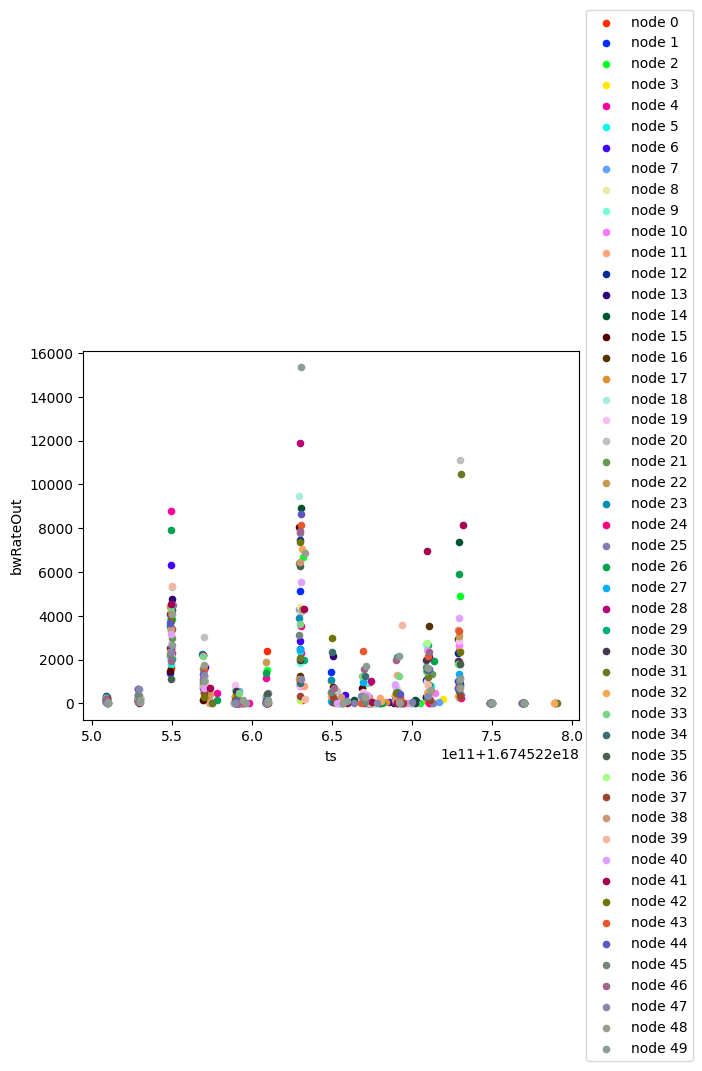 node 0
node 1
node 2
node 3
node 4
node 5
node 6
node 7
node 8
node 9
node 10
node 11
node 12
node 13
node 14
node 15
node 16
node 17
node 18
node 19
node 20
node 21
node 22
node 23
node 24
node 25
node 26
node 27
node 28
node 29
node 30
node 31
node 32
node 33
node 34
node 35
node 36
node 37
node 38
node 39
node 40
node 41
node 42
node 43
node 44
node 45
node 46
node 47
node 48
node 49
16000
14000
12000
10000
8000
6000
4000
2000
0
bwRateOut
5.0 5.5 6.0 6.5 7.0 7.5 8.0
ts
1e11+1.674522e18